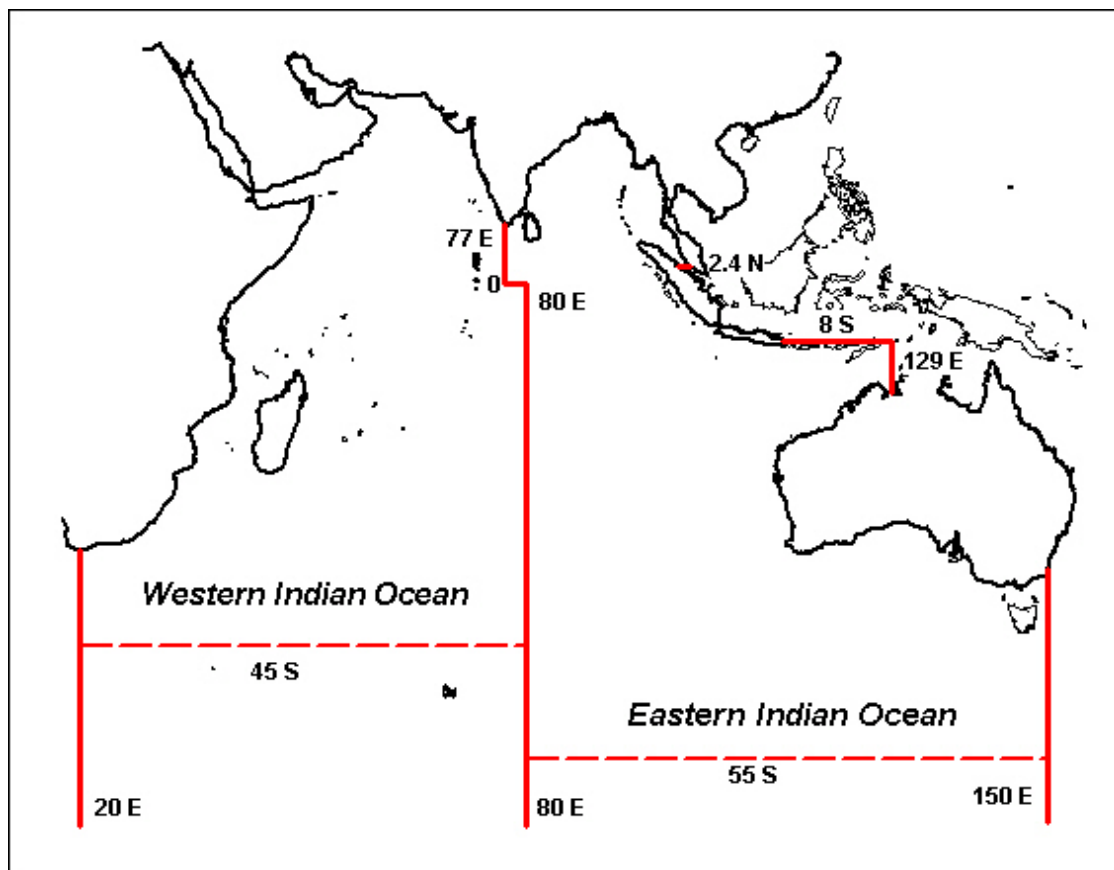 77 E
2.4 N
0
80 E
8 S
129 E
Western Indian Ocean
45 S
Eastern Indian Ocean
55 S
20 E
80 E
150 E